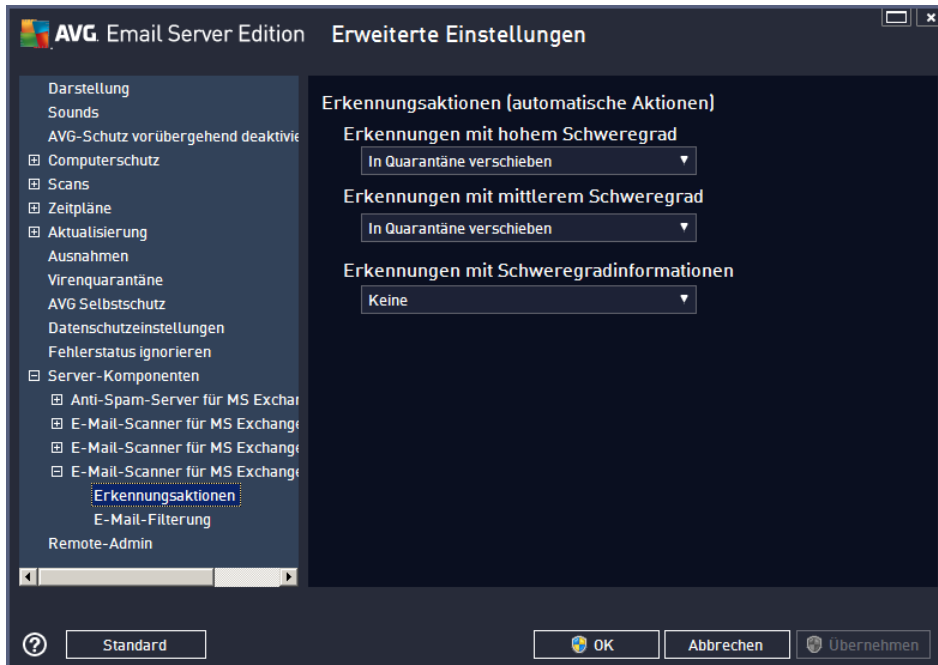 AVG. Email Server Edition Erweiterte Einstellungen
Darstellung
Sounds
AVG-Schutz vorübergehend deaktivie
Computerschutz
Scans
Zeitpläne
Aktualisierung
Ausnahmen
Virenquarantäne
AVG Selbstschutz
Datenschutzeinstellungen
Fehlerstatus ignorieren
Server-Komponenten
Anti-Spam-Server für MS Exchan
E-Mail-Scanner für MS Exchange
E-Mail-Scanner für MS Exchange
E-Mail-Scanner für MS Exchange
Erkennungsaktionen
E-Mail-Filterung
Remote-Admin
Erkennungsaktionen (automatische Aktionen)
Erkennungen mit hohem Schweregrad
In Quarantäne verschieben
Erkennungen mit mittlerem Schweregrad
In Quarantäne verschieben
Erkennungen mit Schweregradinformationen
Keine
? Standard OK Abbrechen Übernehmen